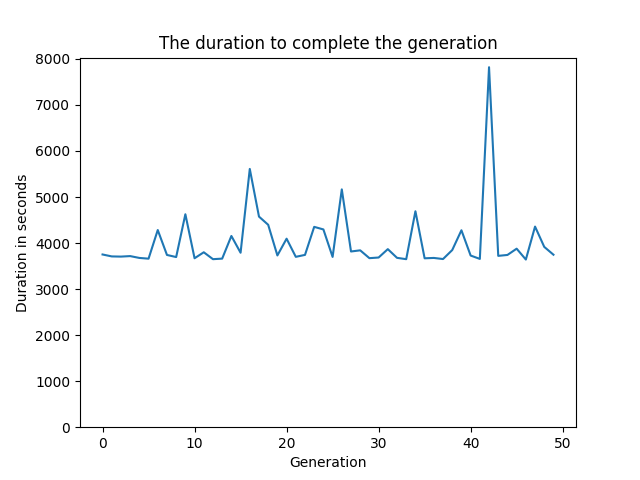 The duration to complete the generation
8000
7000
6000
5000
4000
3000
2000
1000
0
Duration in seconds
0 10 20 30 40 50
Generation